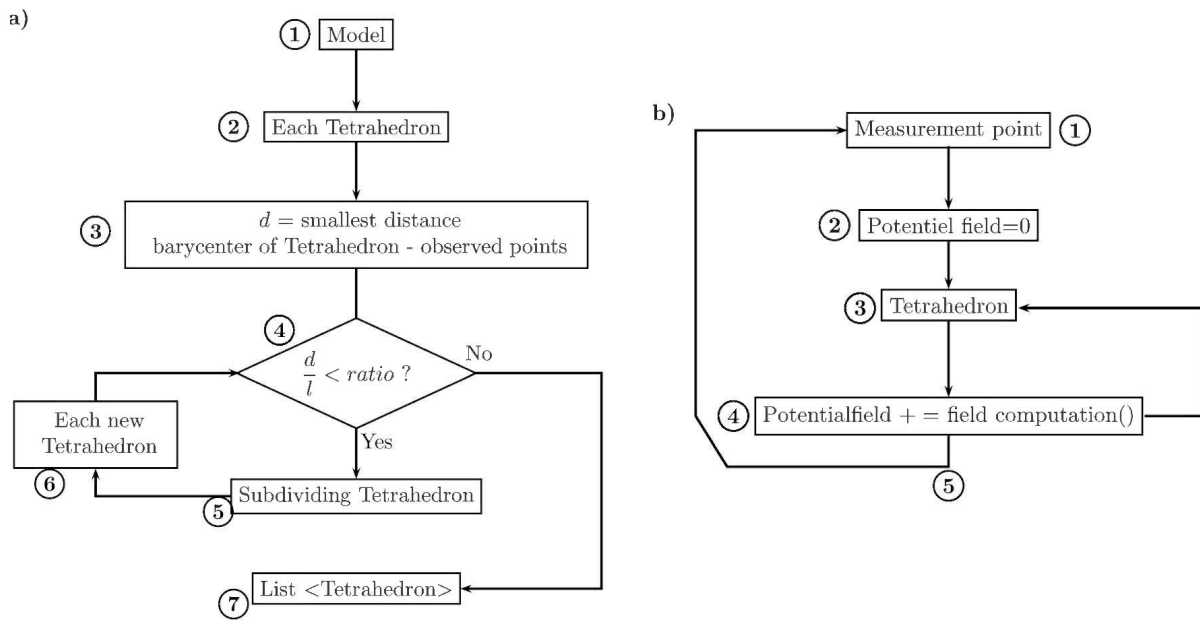 a)
1 Model
2 Each Tetrahedron
3
d = smallest distance
barycenter of Tetrahedron - observed points
4
d/l < ratio ?
No
Yes
Each new
Tetrahedron
6
5 Subdividing Tetrahedron
7 List <Tetrahedron>
b)
Measurement point 1
2 Potentiel field=0
3 Tetrahedron
4 Potentialfield + = field computation()
5